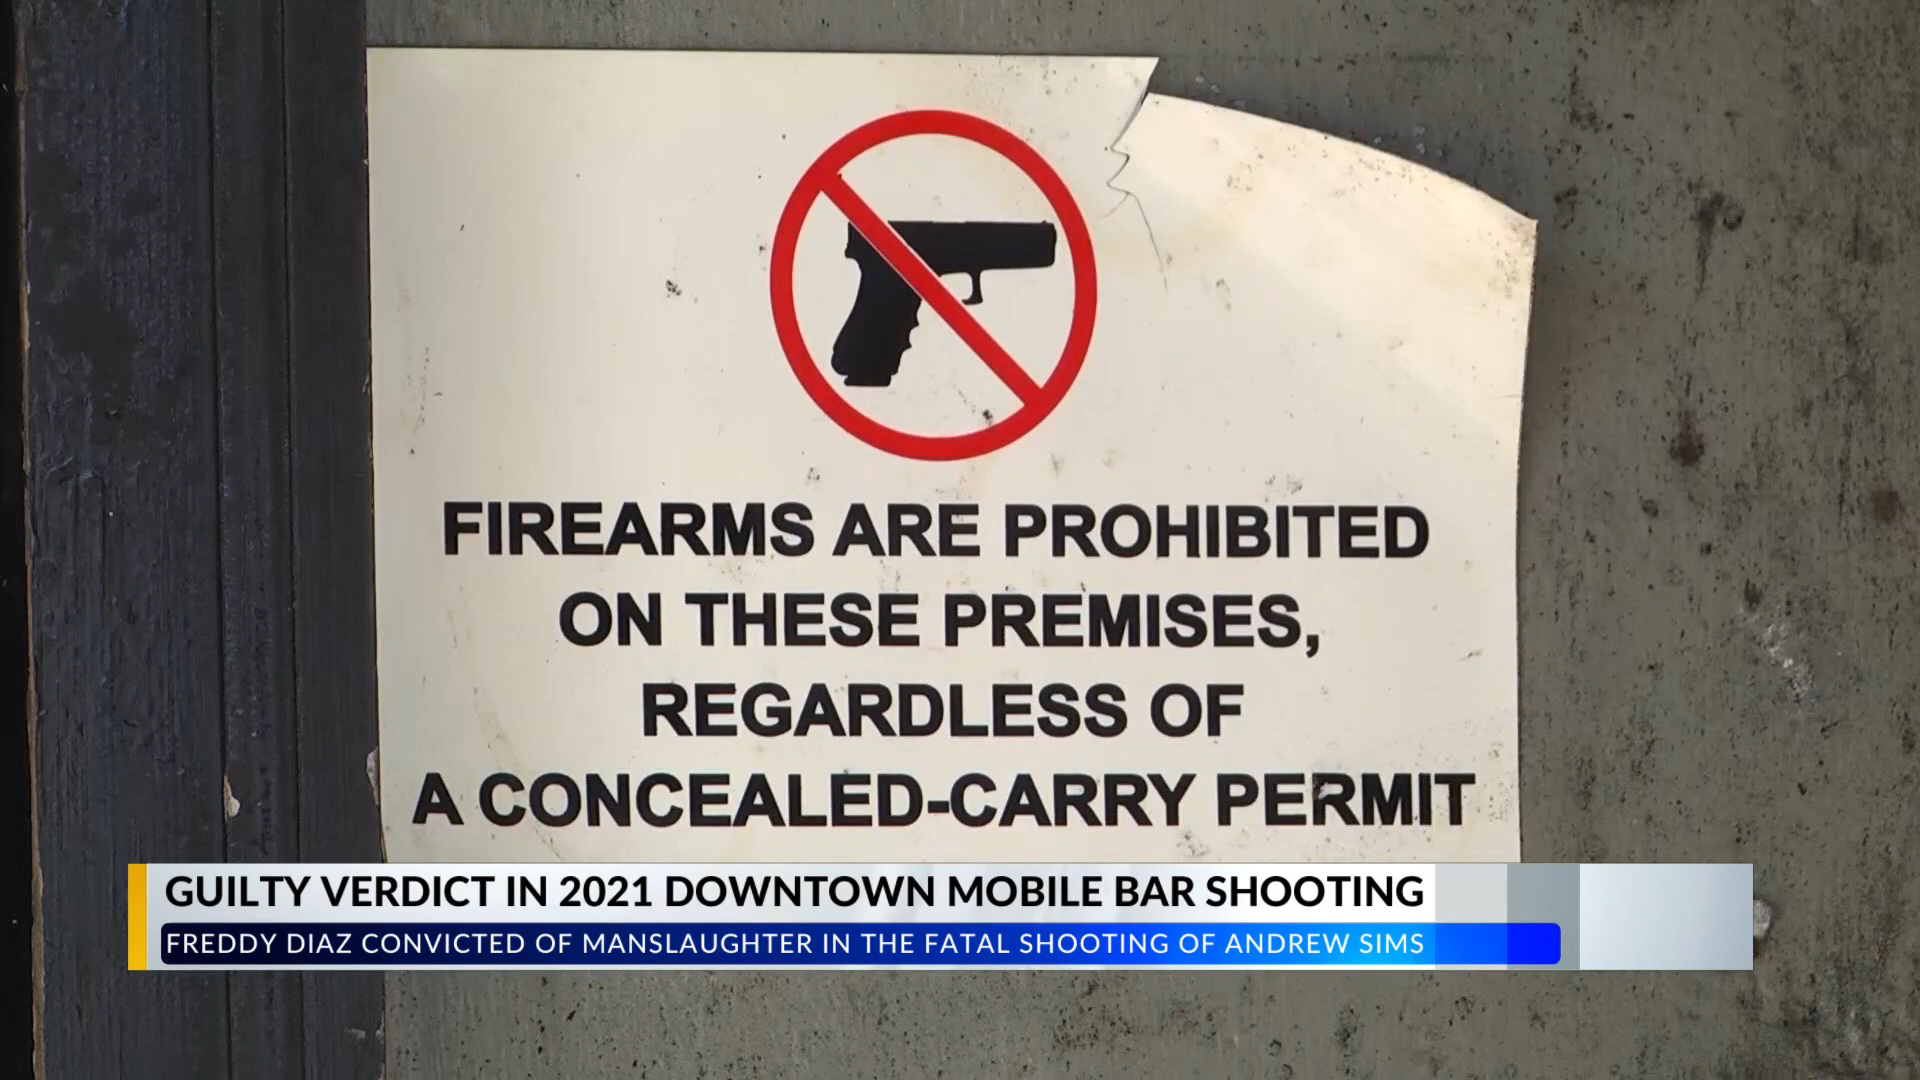 FIREARMS ARE PROHIBITED
ON THESE PREMISES,
REGARDLESS OF
A CONCEALED-CARRY PERMIT
GUILTY VERDICT IN 2021 DOWNTOWN MOBILE BAR SHOOTING
FREDDY DIAZ CONVICTED OF MANSLAUGHTER IN THE FATAL SHOOTING OF ANDREW SIMS